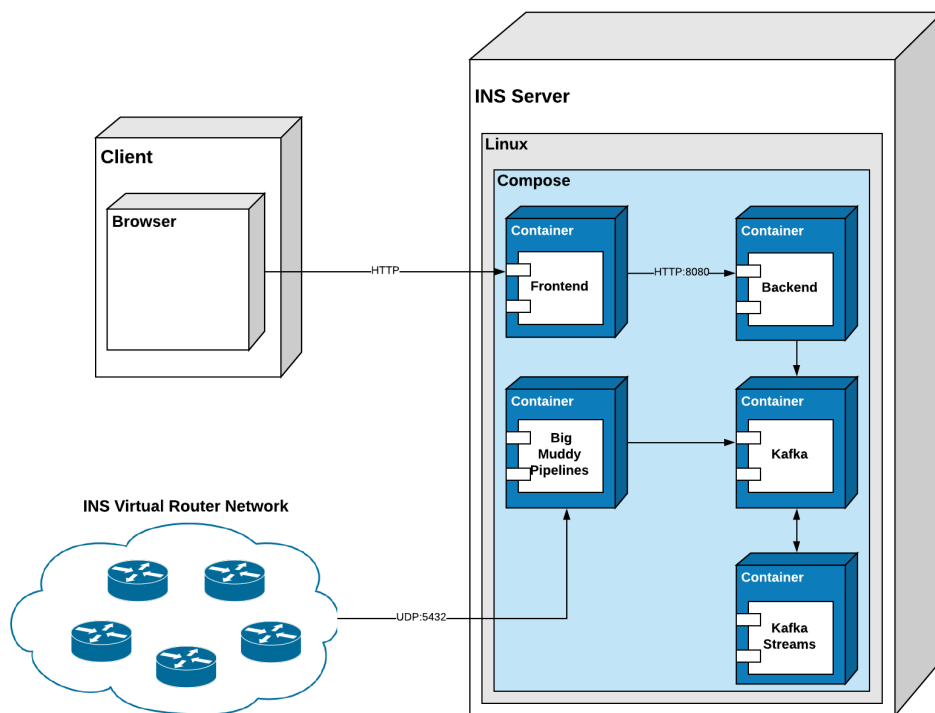 INS Server
Client
Linux
Compose
Browser
Container
Container
HTTP
Frontend
HTTP:8080
Backend
Container
Container
Big
Muddy
Pipelines
Kafka
INS Virtual Router Network
Container
UDP:5432
Kafka
Streams